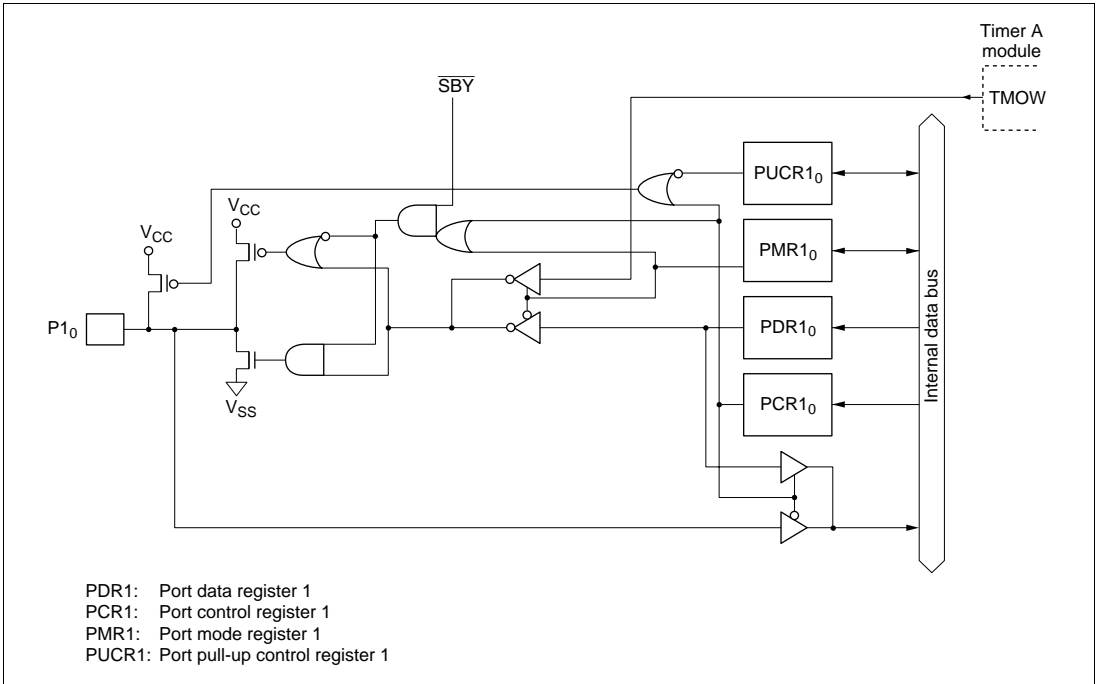 Timer A
module
TMOW
SBY
PUCR1₀
V_CC
V_CC
PMR1₀
P1₀
PDR1₀
Internal data bus
PCR1₀
V_SS
PDR1: Port data register 1
PCR1: Port control register 1
PMR1: Port mode register 1
PUCR1: Port pull-up control register 1